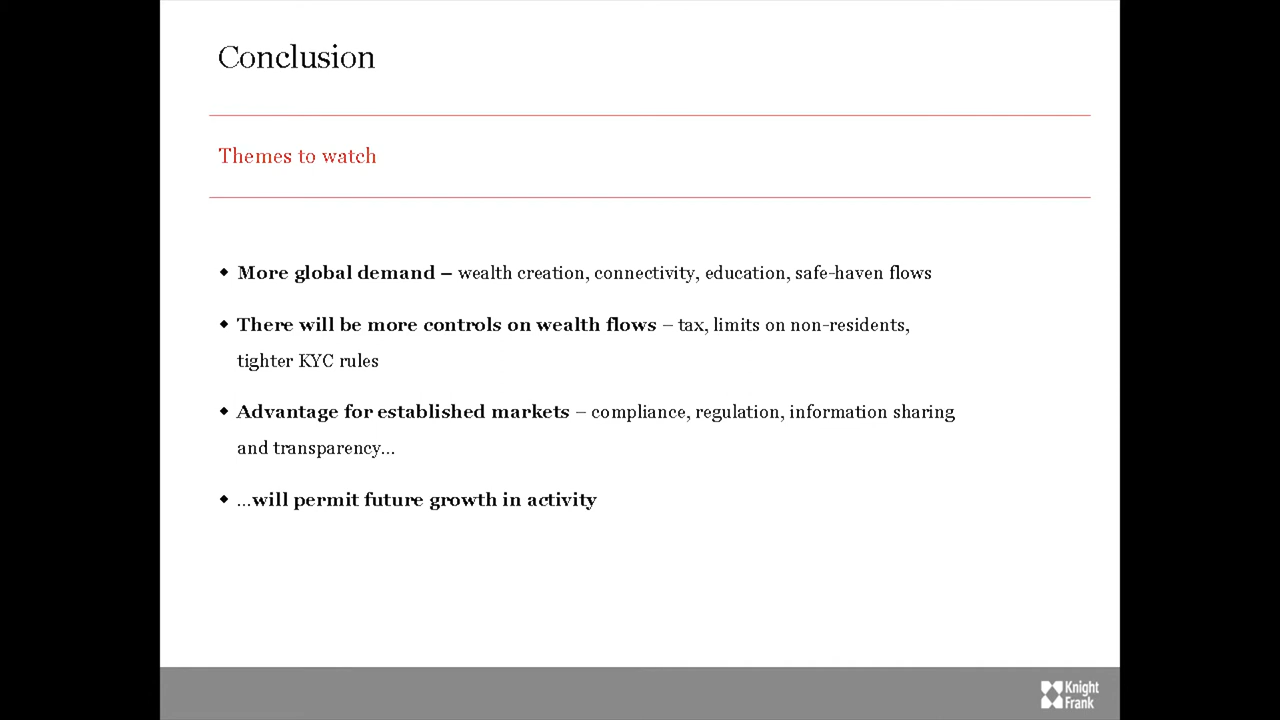 Conclusion
Themes to watch
◆ More global demand – wealth creation, connectivity, education, safe-haven flows
◆ There will be more controls on wealth flows – tax, limits on non-residents,
tighter KYC rules
◆ Advantage for established markets – compliance, regulation, information sharing
and transparency...
◆ ...will permit future growth in activity
Knight
Frank